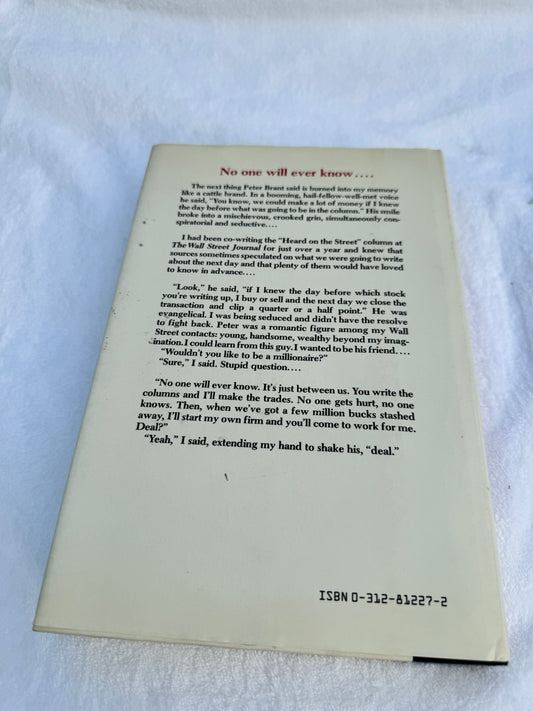 No one will ever know....
The next thing Peter Brant said is burned into my memory
like a cattle brand. In a booming, hail-fellow-well-met voice
he said, "You know, we could make a lot of money if I knew
the day before what was going to be in the column." His smile
broke into a mischievous, crooked grin, simultaneously con-
spiratorial and seductive....
I had been co-writing the "Heard on the Street" column at
The Wall Street Journal for just over a year and knew that
sources sometimes speculated on what we were going to write
about the next day and that plenty of them would have loved
to know in advance....
"Look," he said, "if I knew the day before which stock
you're writing up, I buy or sell and the next day we close the
transaction and clip a quarter or a half point." He was
evangelical. I was being seduced and didn't have the resolve
to fight back. Peter was a romantic figure among my Wall
Street contacts: young, handsome, wealthy beyond my imag-
ination. I could learn from this guy. I wanted to be his friend....
"Wouldn't you like to be a millionaire?"
"Sure," I said. Stupid question....
"No one will ever know. It's just between us. You write the
columns and I'll make the trades. No one gets hurt, no one
knows. Then, when we've got a few million bucks stashed
away, I'll start my own firm and you'll come to work for me.
Deal?"
"Yeah," I said, extending my hand to shake his, "deal."
ISBN 0-312-81227-2